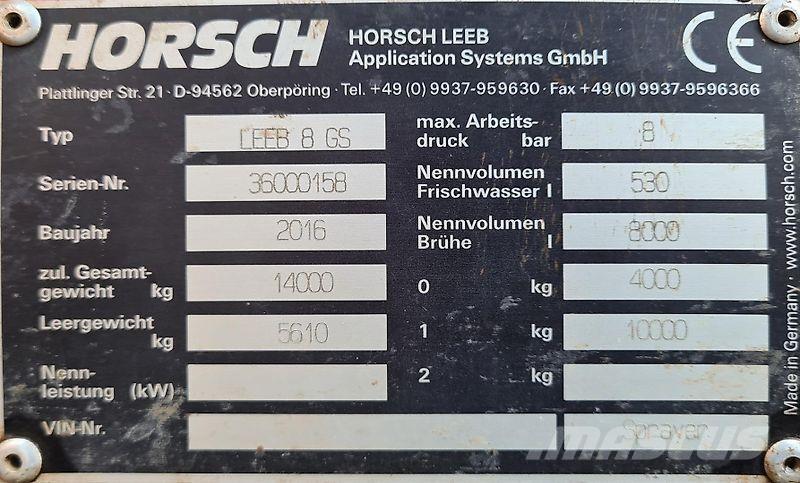 HORSCH
HORSCH LEEB
Application Systems GmbH
CE
Plattlinger Str. 21 · D-94562 Oberpöring · Tel. +49 (0) 9937-959630 · Fax +49 (0) 9937-9596366
Typ LEEB 8 GS
max. Arbeits-
druck bar 8
Serien-Nr. 36000158
Nennvolumen
Frischwasser l 530
Baujahr 2016
Nennvolumen
Brühe l 8000
zul. Gesamt-
gewicht kg 14000
0 kg 4000
Leergewicht
kg 5610
1 kg 10000
Nenn-
leistung (kW)
2 kg
VIN-Nr.
Sprayer
Made in Germany · www.horsch.com
MASCUS